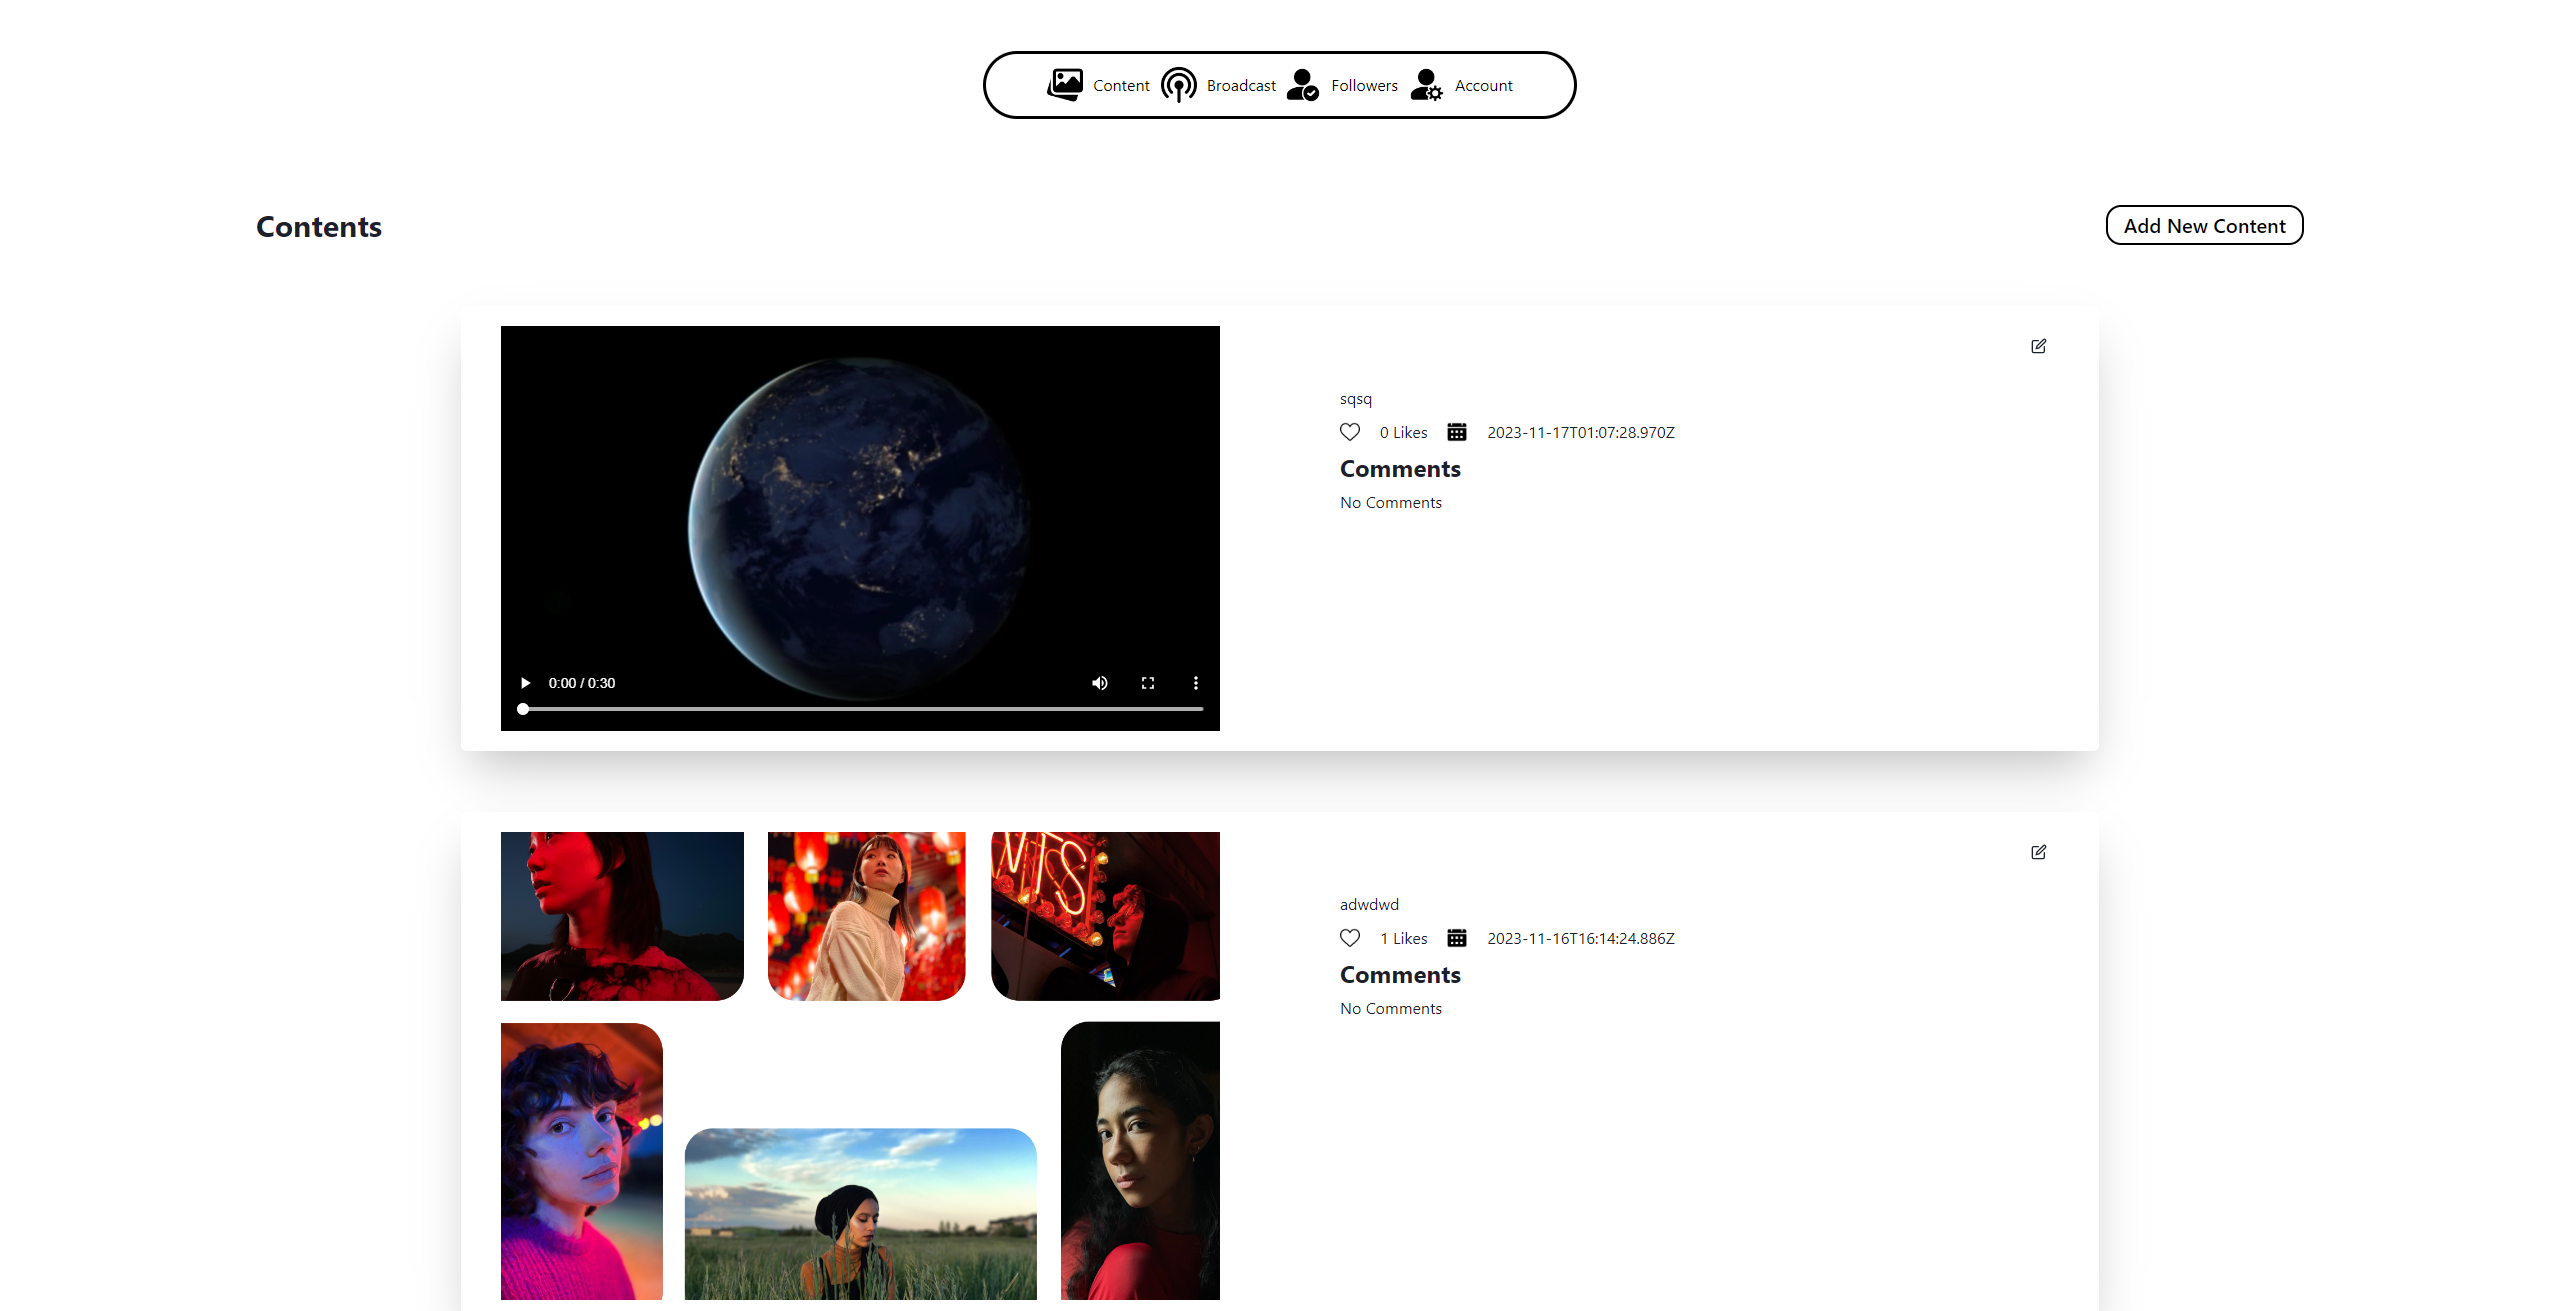 Content Broadcast Followers Account
Contents
Add New Content
sqsq
0 Likes 2023-11-17T01:07:28.970Z
Comments
No Comments
0:00 / 0:30
adwdwd
1 Likes 2023-11-16T16:14:24.886Z
Comments
No Comments
NTS